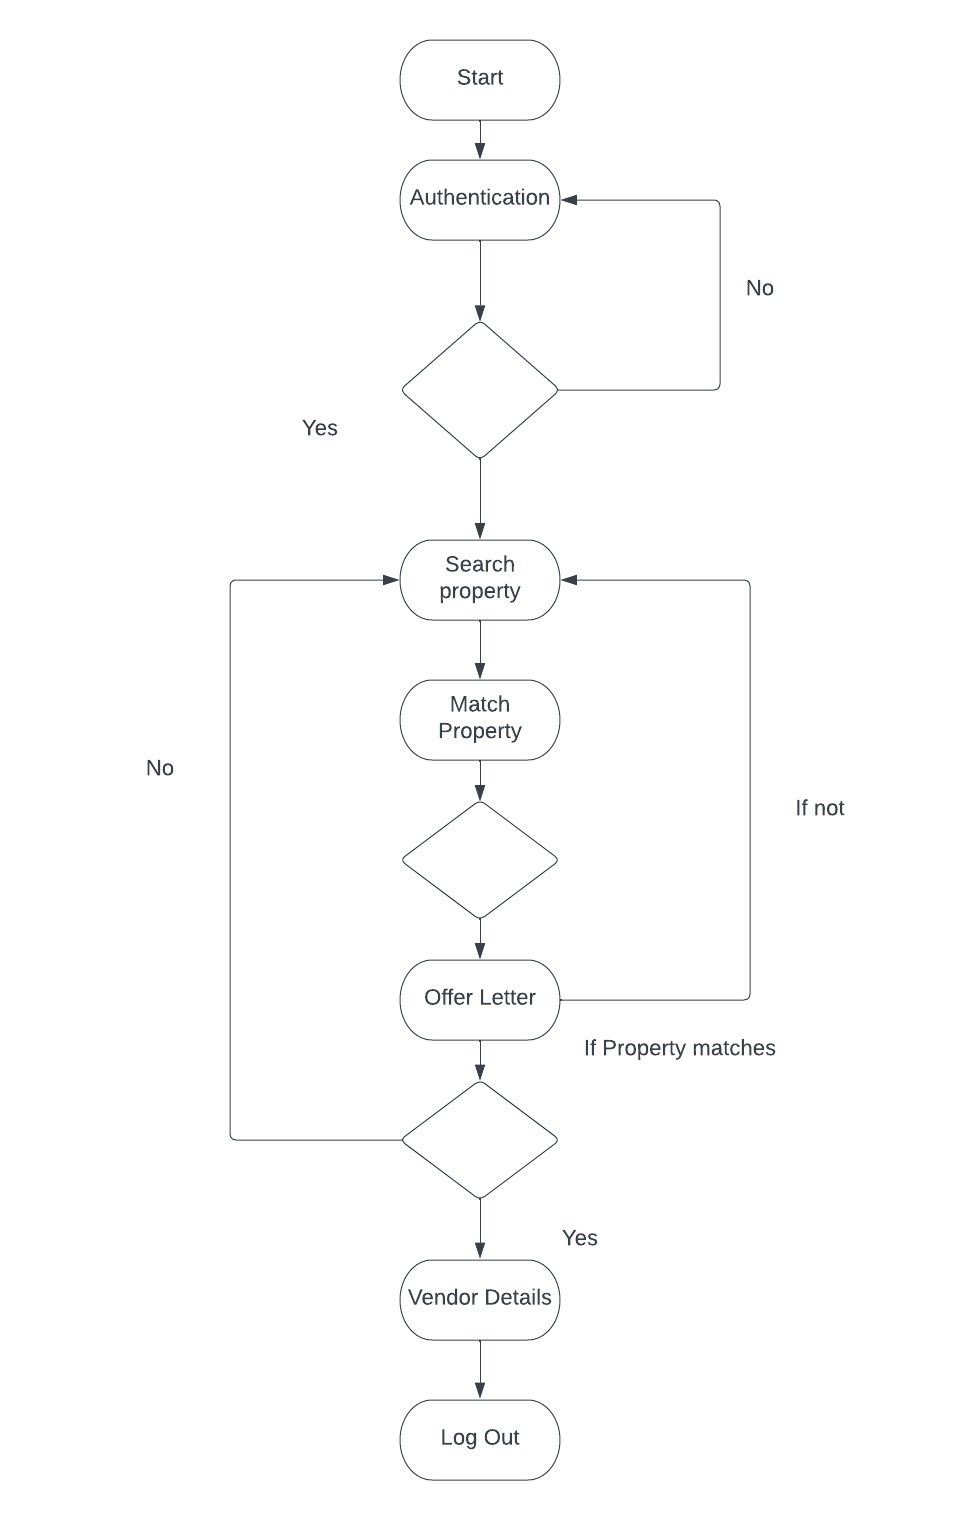 Start
Authentication
No
Yes
Search
property
Match
Property
No
If not
Offer Letter
If Property matches
Yes
Vendor Details
Log Out